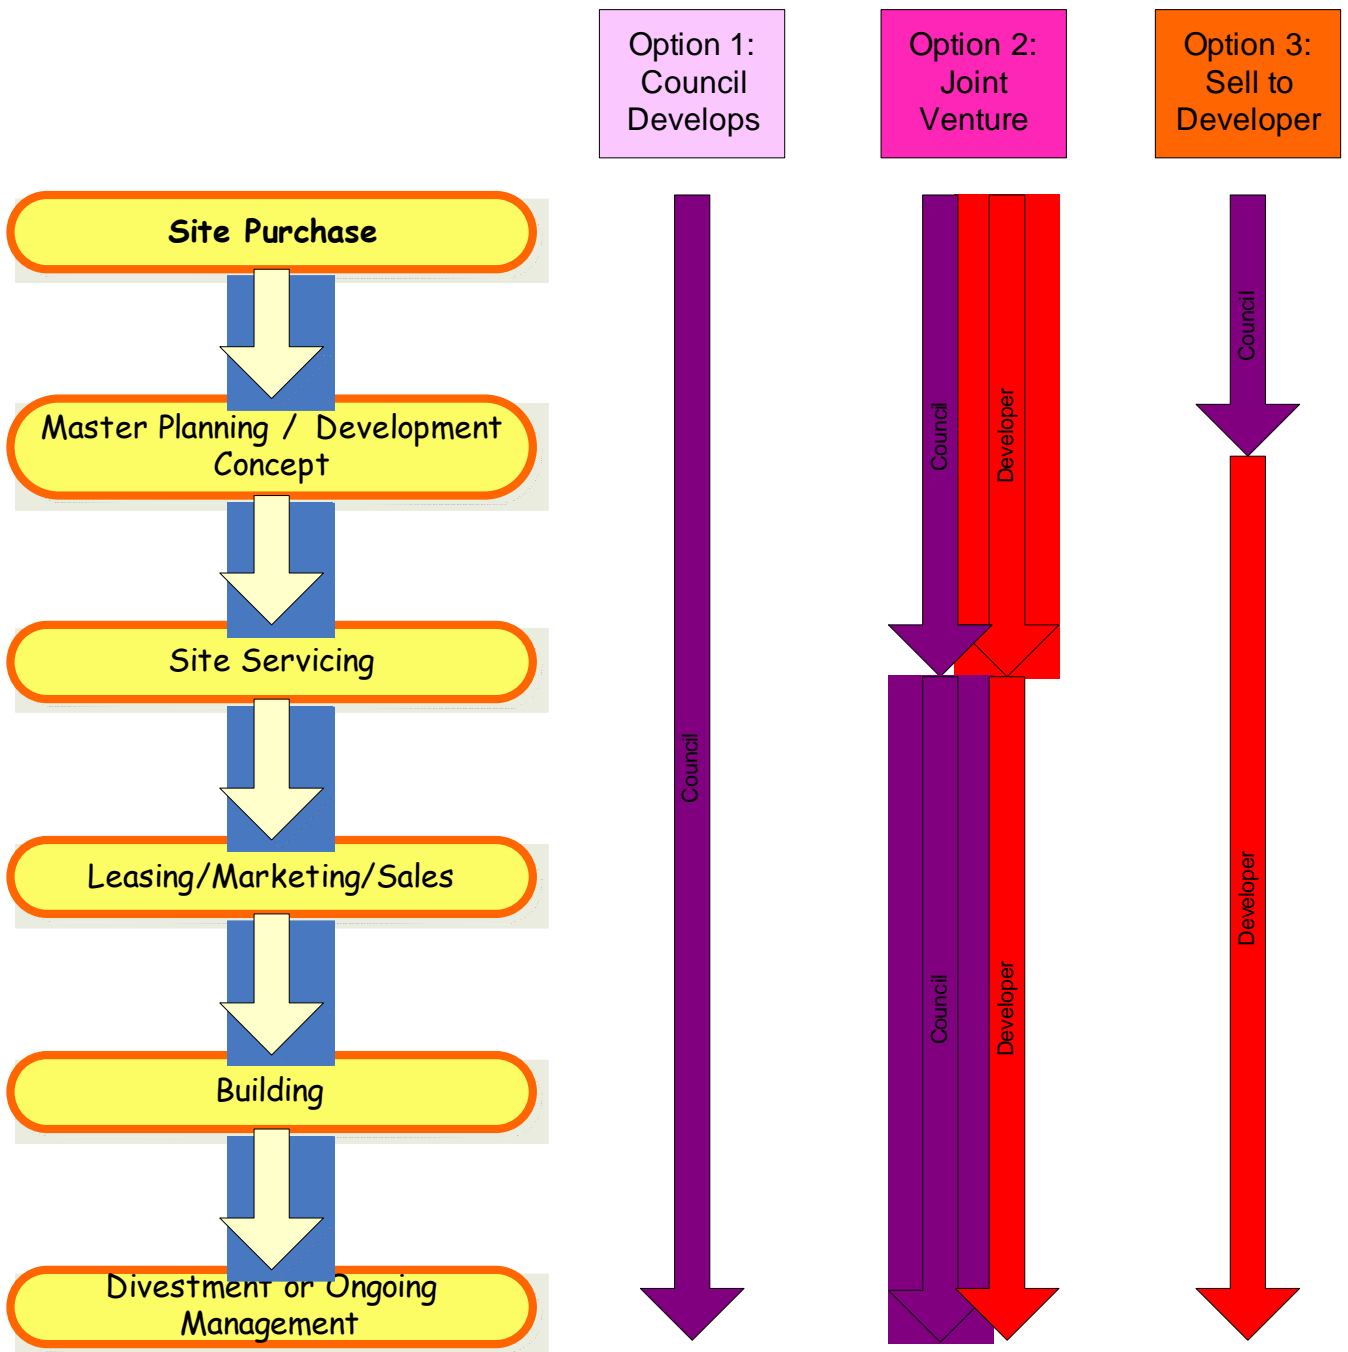 Option 1:
Council
Develops
Option 2:
Joint
Venture
Option 3:
Sell to
Developer
Site Purchase
Master Planning / Development
Concept
Site Servicing
Leasing/Marketing/Sales
Building
Divestment or Ongoing
Management
Council
Council
Developer
Council
Developer
Council
Developer